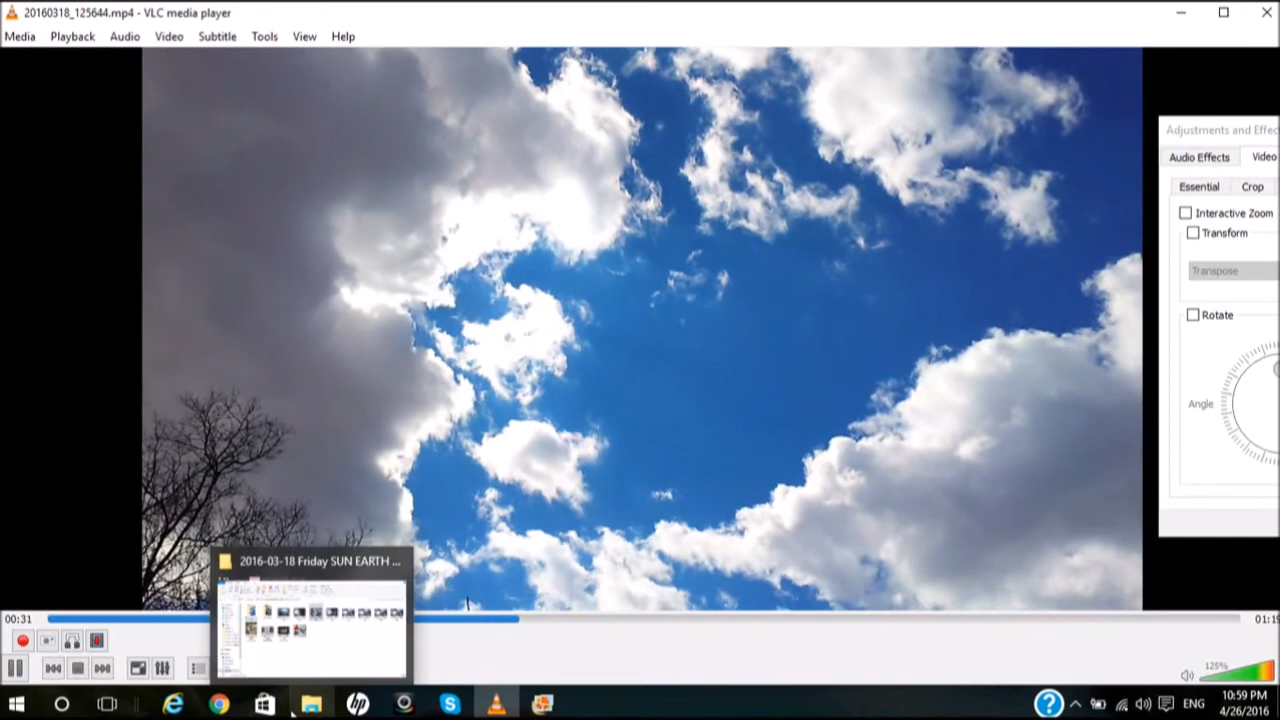 20160318_125644.mp4 - VLC media player
Media Playback Audio Video Subtitle Tools View Help
Adjustments and Effec
Audio Effects Video
Essential Crop
Interactive Zoom
Transform
Transpose
Rotate
Angle
2016-03-18 Friday SUN EARTH ...
00:31
01:19
125%
ENG
10:59 PM
4/26/2016